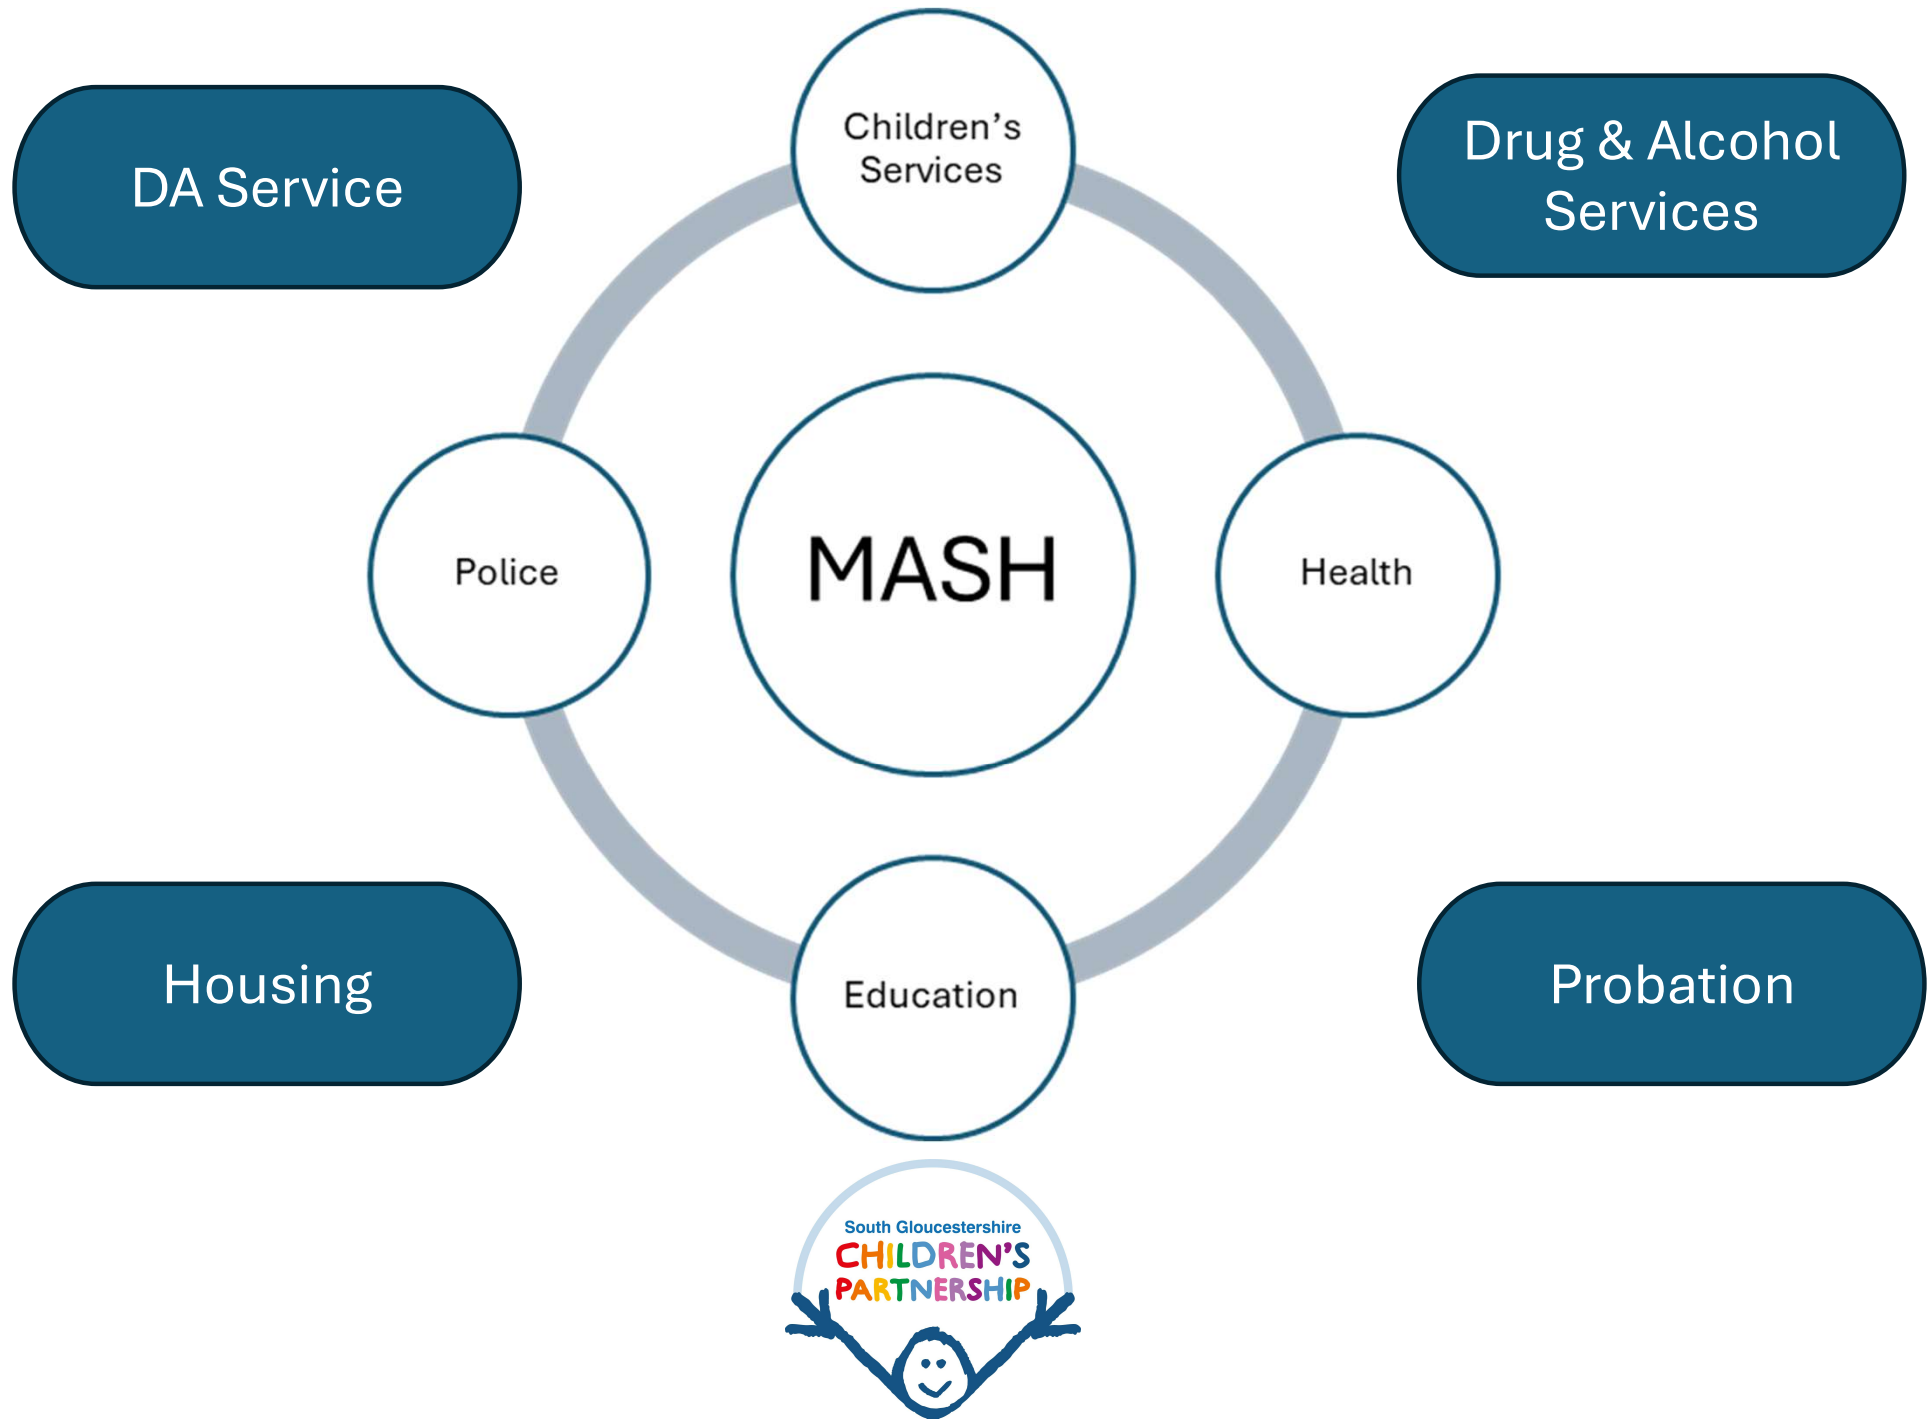 Children’s
Services
DA Service
Drug & Alcohol
Services
Police
MASH
Health
Housing
Education
Probation
South Gloucestershire
CHILDREN'S
PARTNERSHIP